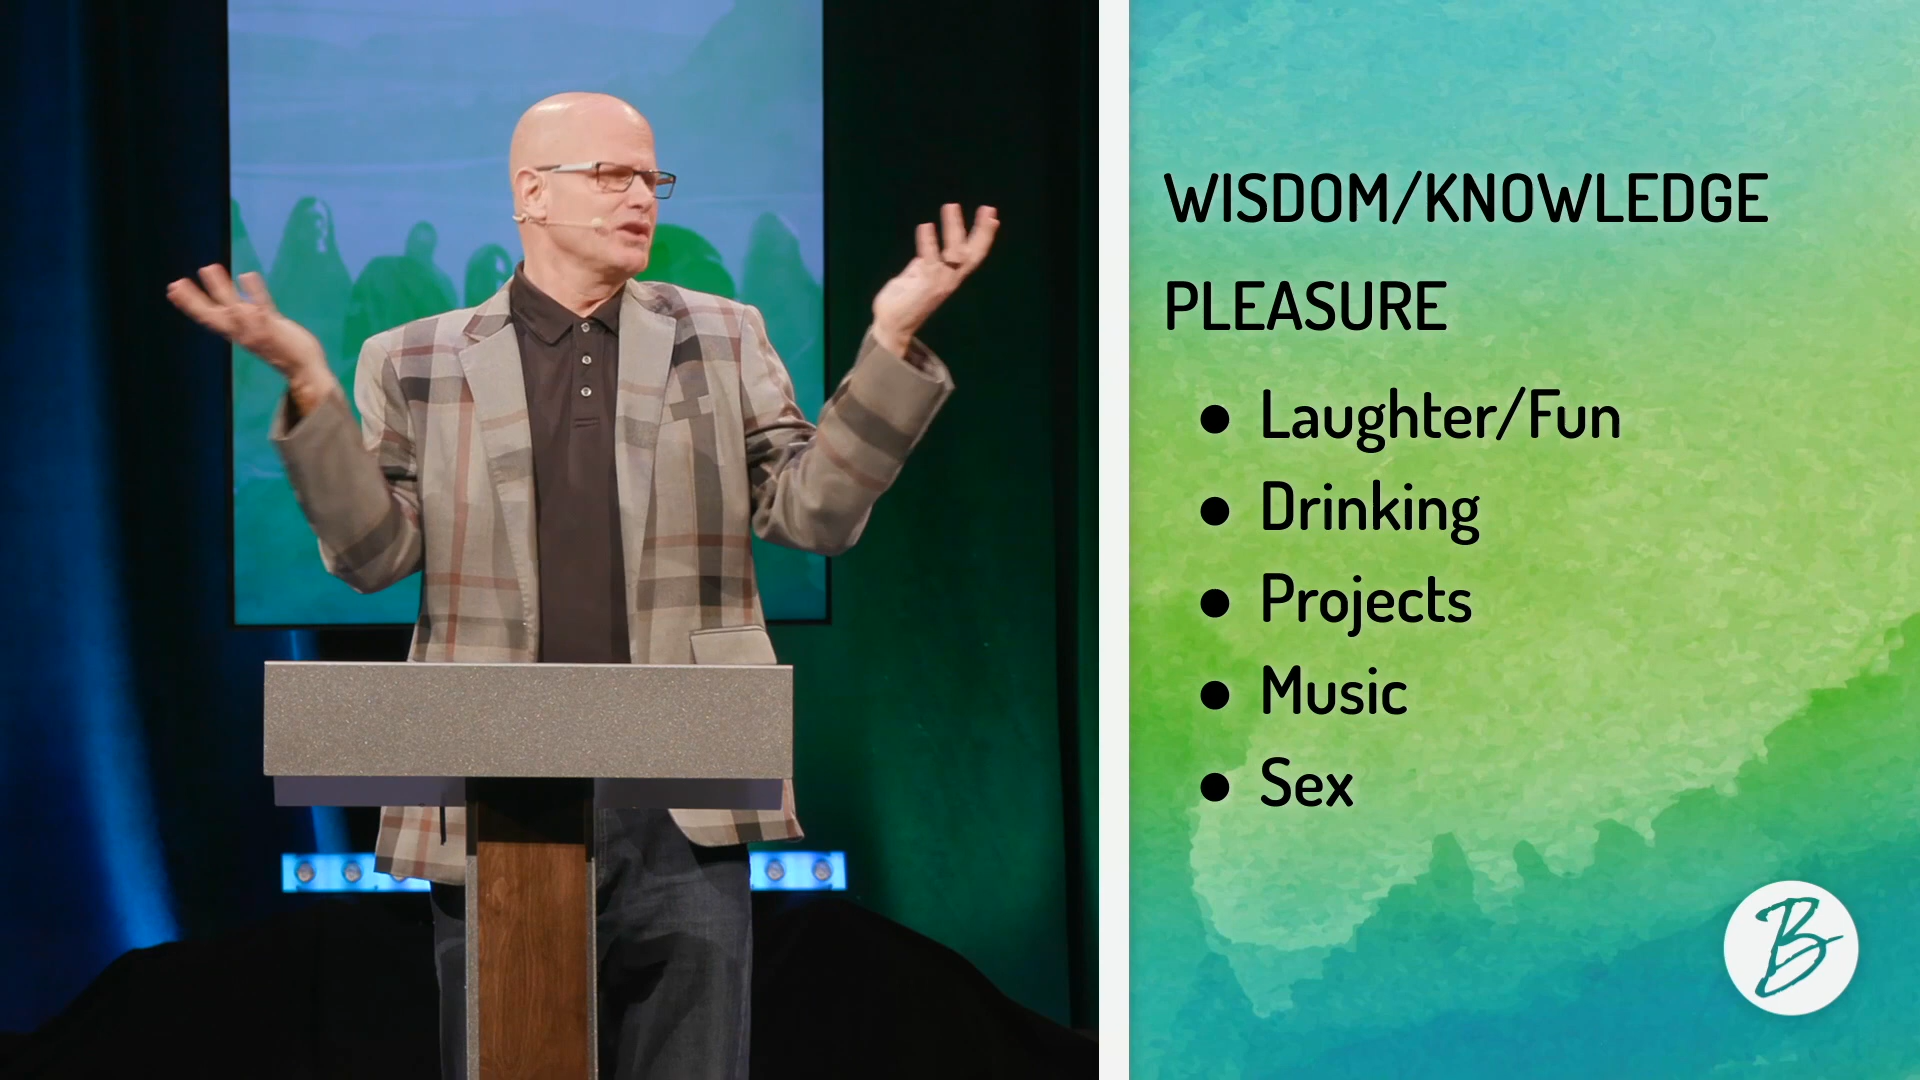 WISDOM/KNOWLEDGE
PLEASURE
● Laughter/Fun
● Drinking
● Projects
● Music
● Sex
B